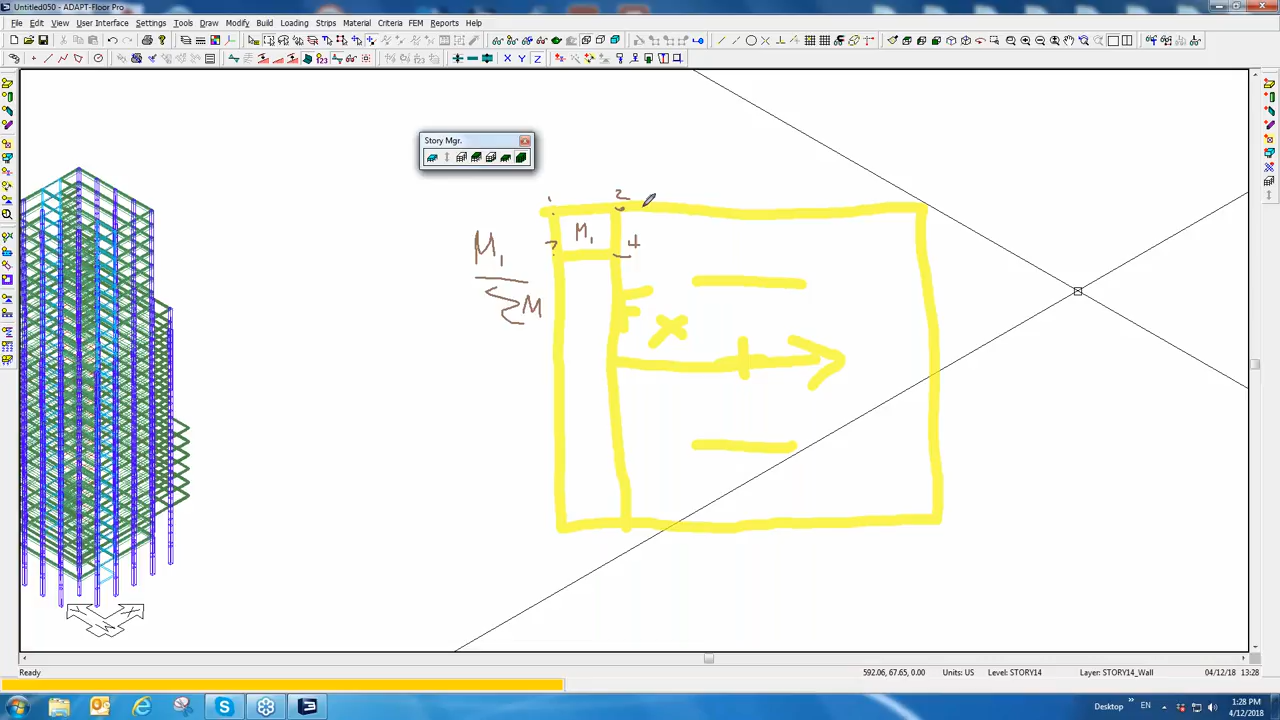 Untitled050 - ADAPT-Floor Pro
File Edit View User Interface Settings Tools Draw Modify Build Loading Strips Material Criteria FEM Reports Help
X Y Z
Story Mgr.
1 2
M1 4
M1
ΣM
Ready 592.06, 67.65, 0.00 Units: US Level: STORY14 Layer: STORY14_Wall 04/12/18 13:28
Desktop EN 1:28 PM
4/12/2018